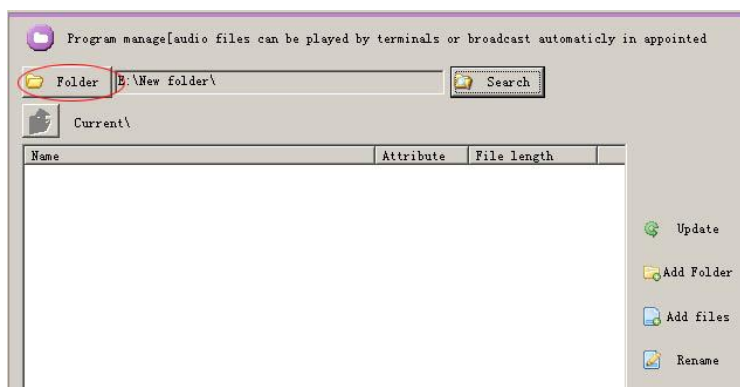 Program manage[audio files can be played by terminals or broadcast automaticly in appointed
Folder E:\New folder\ Search
Current\
Name Attribute File length
Update
Add Folder
Add files
Rename